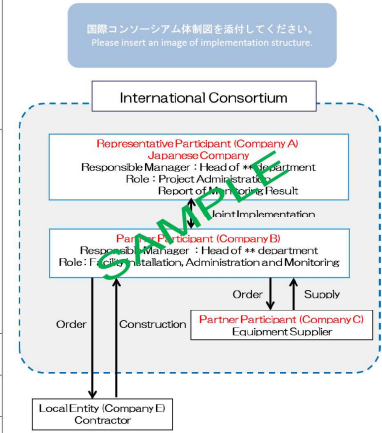 国際コンソーシアム体制図を添付してください。
Please insert an image of implementation structure.
International Consortium
Representative Participant (Company A)
Japanese Company
Responsible Manager：Head of ** department
Role：Project Administration
Report of Monitoring Result
Joint Implementation
Partner Participant (Company B)
Responsible Manager ：Head of ** department
Role：Facility Installation, Administration and Monitoring
SAMPLE
Order
Supply
Partner Participant (Company C)
Equipment Supplier
Order
Construction
Local Entity (Company E)
Contractor